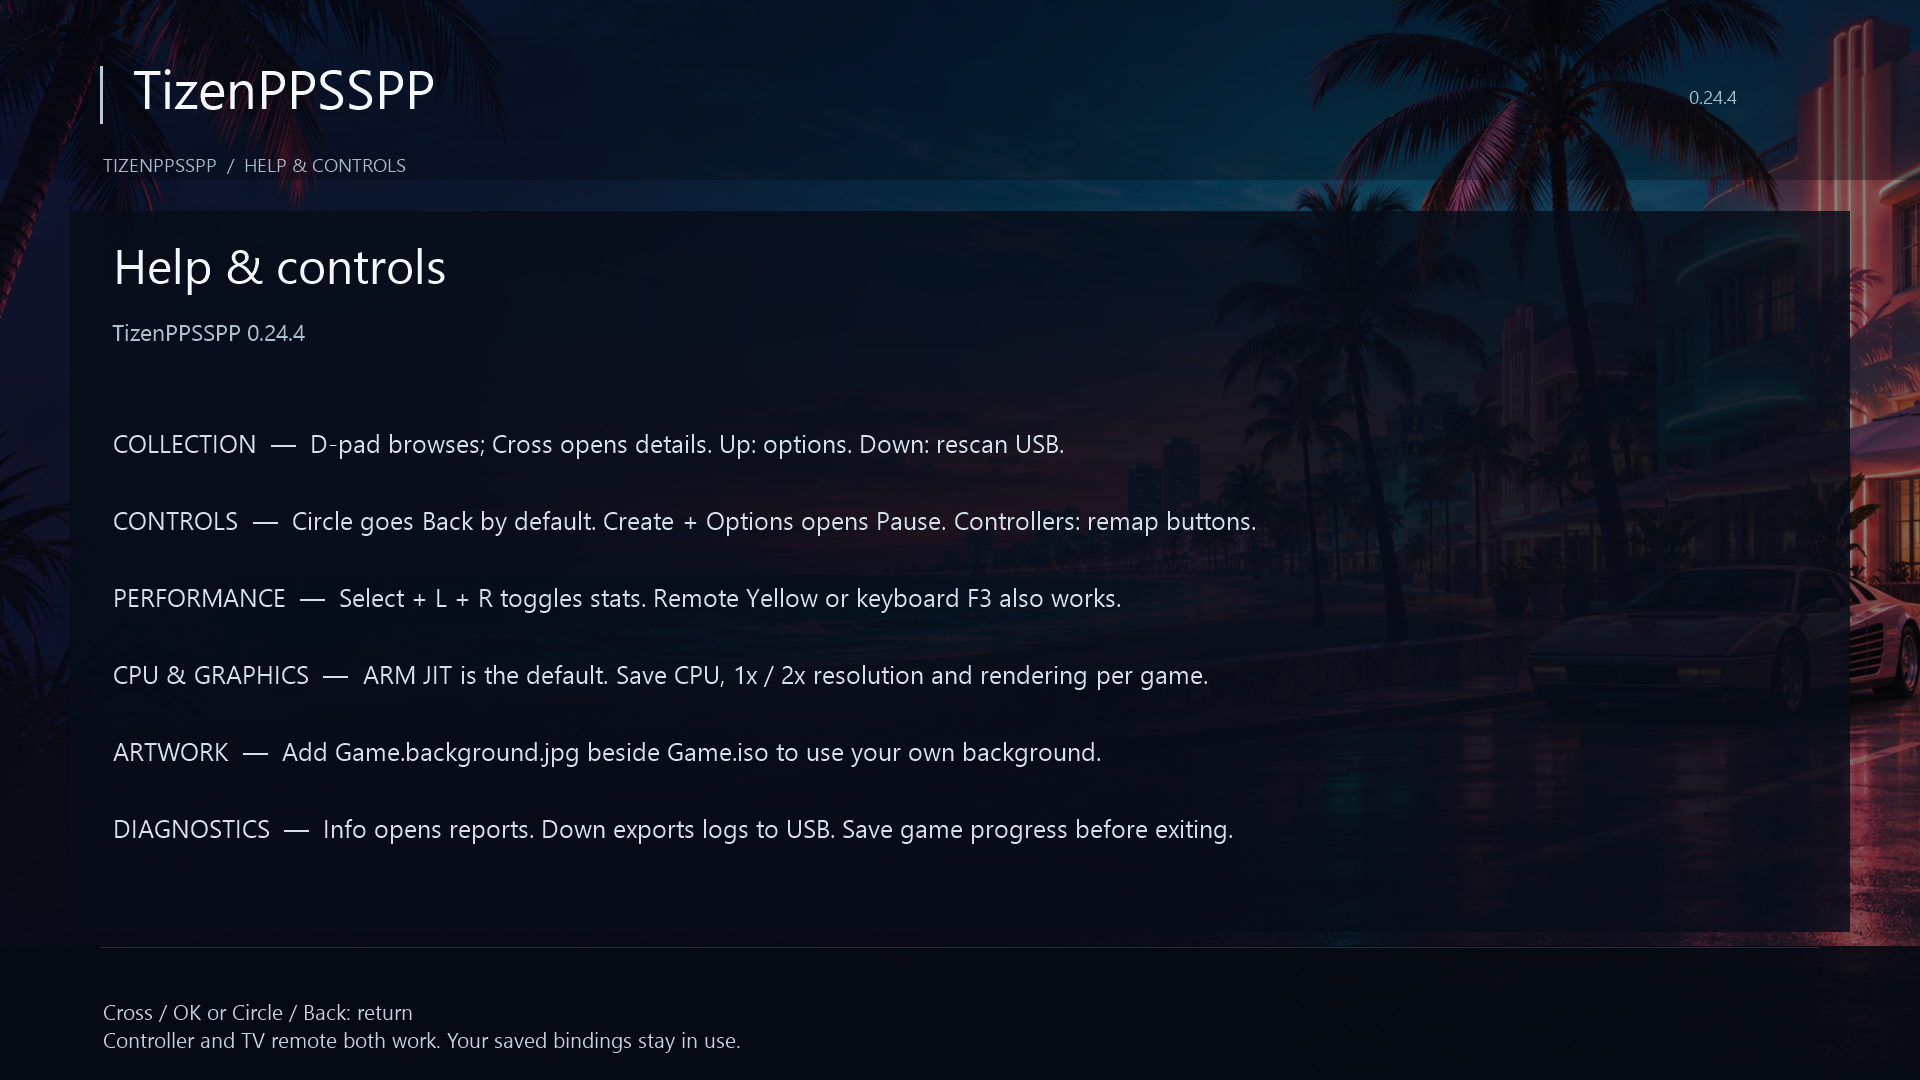 TizenPPSSPP
0.24.4
TIZENPPSSPP / HELP & CONTROLS
Help & controls
TizenPPSSPP 0.24.4
COLLECTION — D-pad browses; Cross opens details. Up: options. Down: rescan USB.
CONTROLS — Circle goes Back by default. Create + Options opens Pause. Controllers: remap buttons.
PERFORMANCE — Select + L + R toggles stats. Remote Yellow or keyboard F3 also works.
CPU & GRAPHICS — ARM JIT is the default. Save CPU, 1x / 2x resolution and rendering per game.
ARTWORK — Add Game.background.jpg beside Game.iso to use your own background.
DIAGNOSTICS — Info opens reports. Down exports logs to USB. Save game progress before exiting.
Cross / OK or Circle / Back: return
Controller and TV remote both work. Your saved bindings stay in use.